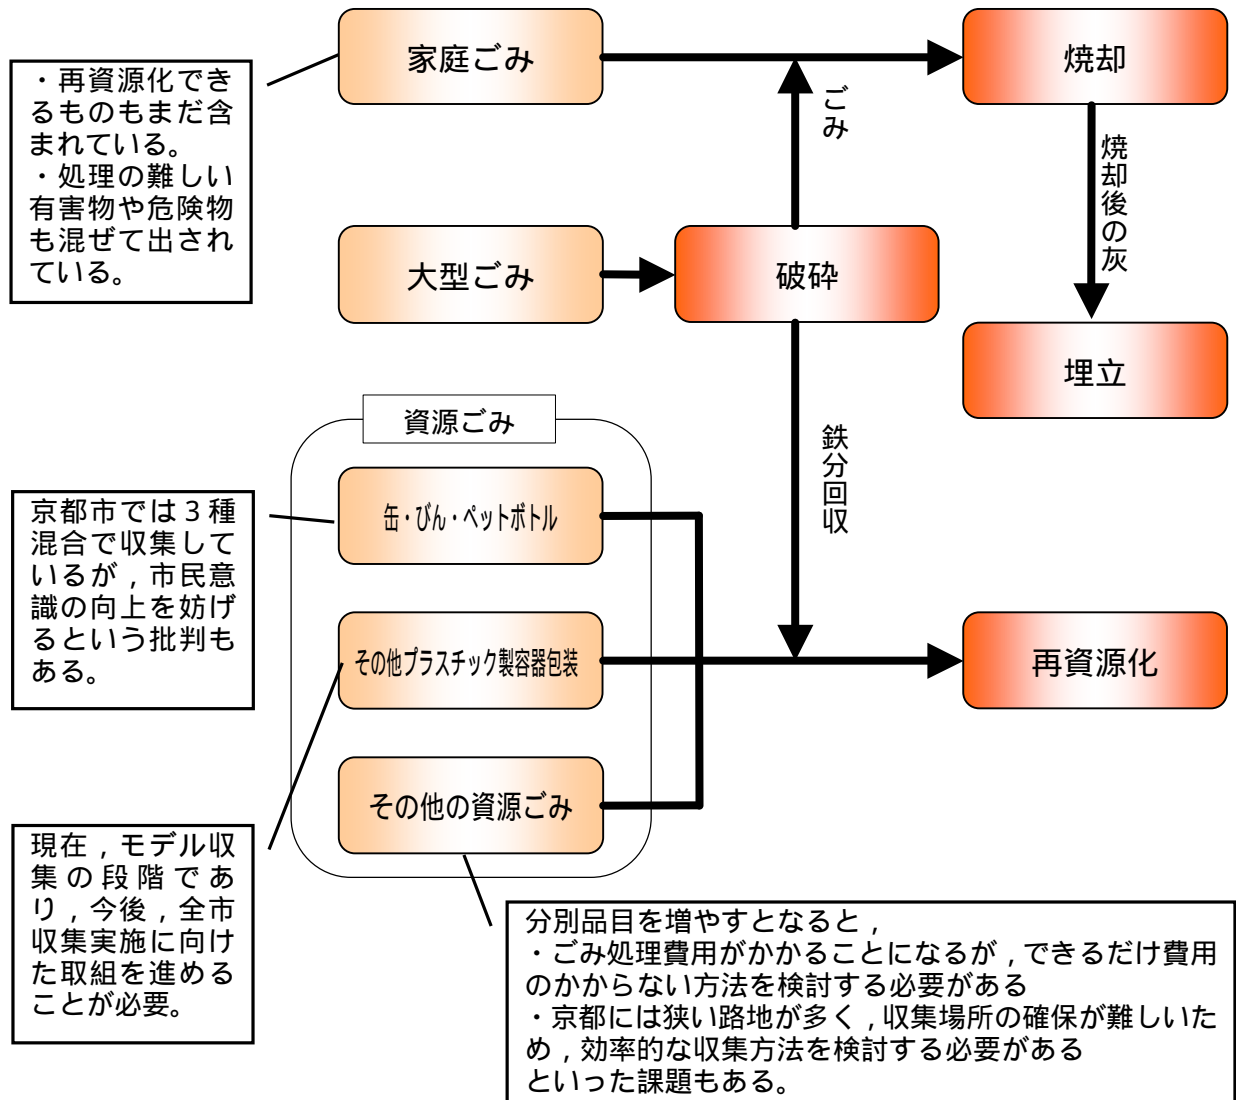 家庭ごみ
焼却
・再資源化でき
るものもまだ含
まれている。
・処理の難しい
有害物や危険物
も混ぜて出され
ている。
ごみ
焼却後の灰
大型ごみ
破砕
埋立
資源ごみ
鉄分回収
京都市では３種
混合で収集して
いるが，市民意
識の向上を妨げ
るという批判も
ある。
缶・びん・ペットボトル
その他プラスチック製容器包装
再資源化
その他の資源ごみ
現在，モデル収
集の段階であ
り，今後，全市
収集実施に向け
た取組を進める
ことが必要。
分別品目を増やすとなると，
・ごみ処理費用がかかることになるが，できるだけ費用
のかからない方法を検討する必要がある
・京都には狭い路地が多く，収集場所の確保が難しいた
め，効率的な収集方法を検討する必要がある
といった課題もある。